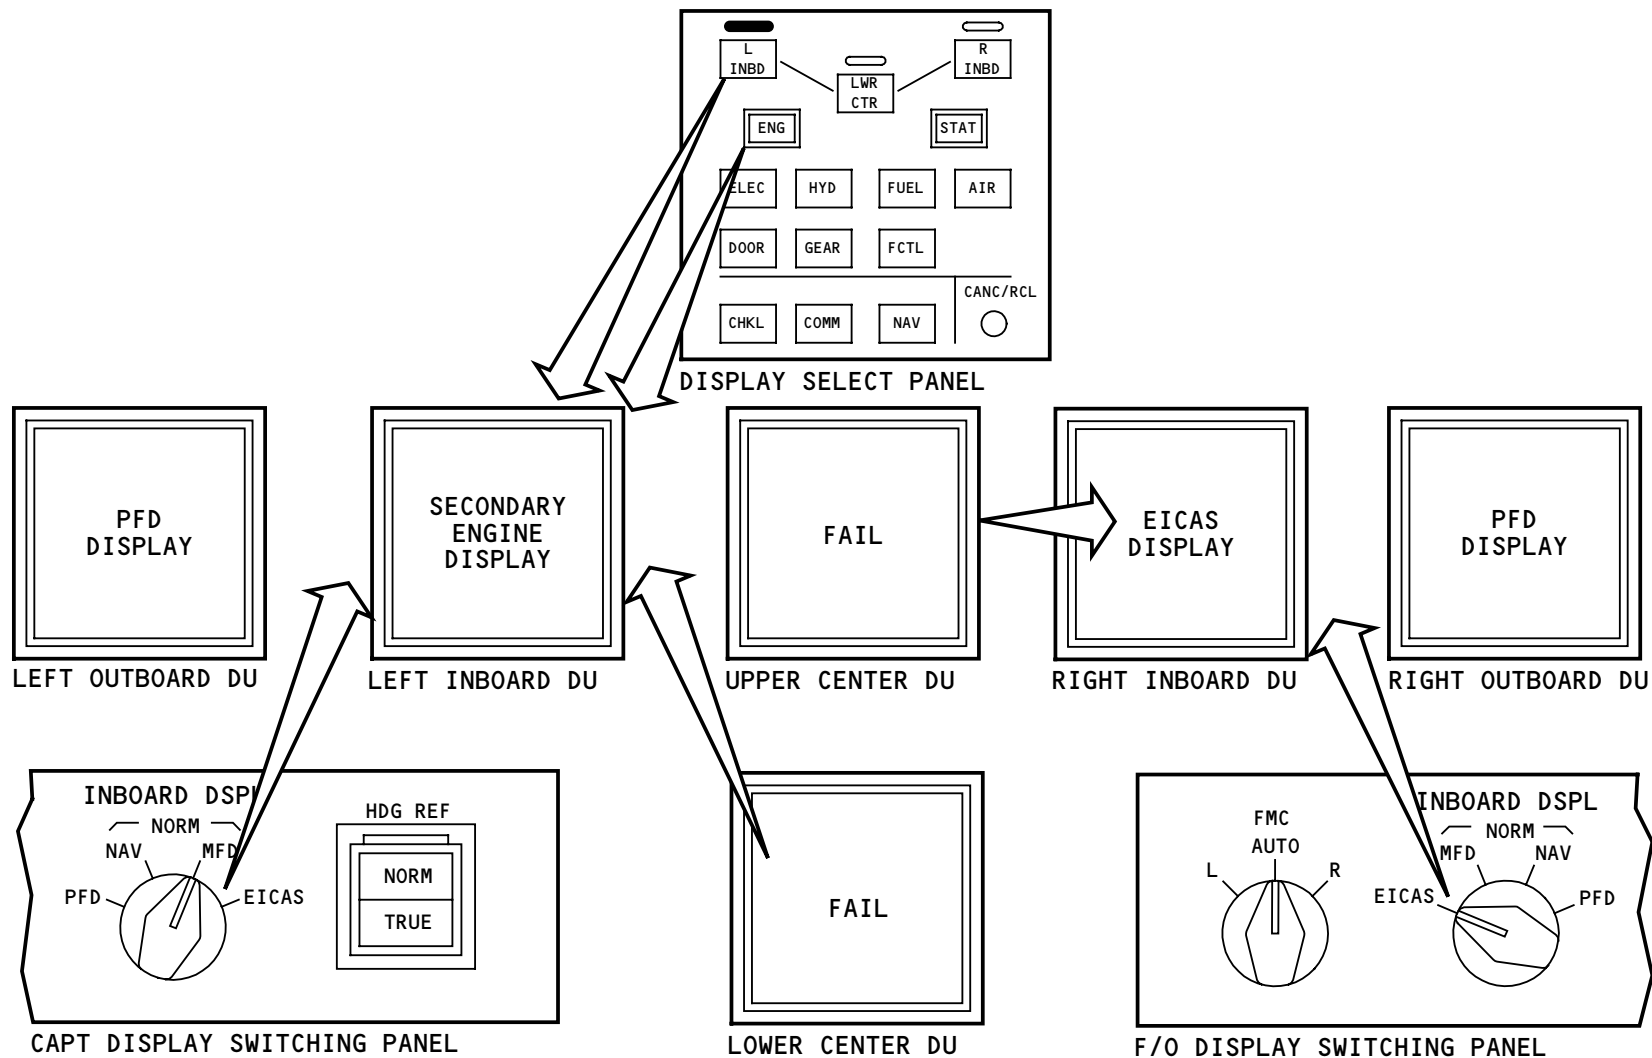 L
INBD
R
INBD
LWR
CTR
ENG
STAT
ELEC
HYD
FUEL
AIR
DOOR
GEAR
FCTL
CANC/RCL
CHKL
COMM
NAV
DISPLAY SELECT PANEL
PFD
DISPLAY
SECONDARY
ENGINE
DISPLAY
FAIL
EICAS
DISPLAY
PFD
DISPLAY
LEFT OUTBOARD DU
LEFT INBOARD DU
UPPER CENTER DU
RIGHT INBOARD DU
RIGHT OUTBOARD DU
INBOARD DSPL
NORM
NAV
MFD
PFD
EICAS
HDG REF
NORM
TRUE
CAPT DISPLAY SWITCHING PANEL
FAIL
LOWER CENTER DU
FMC
AUTO
L
R
INBOARD DSPL
NORM
MFD
NAV
EICAS
PFD
F/O DISPLAY SWITCHING PANEL